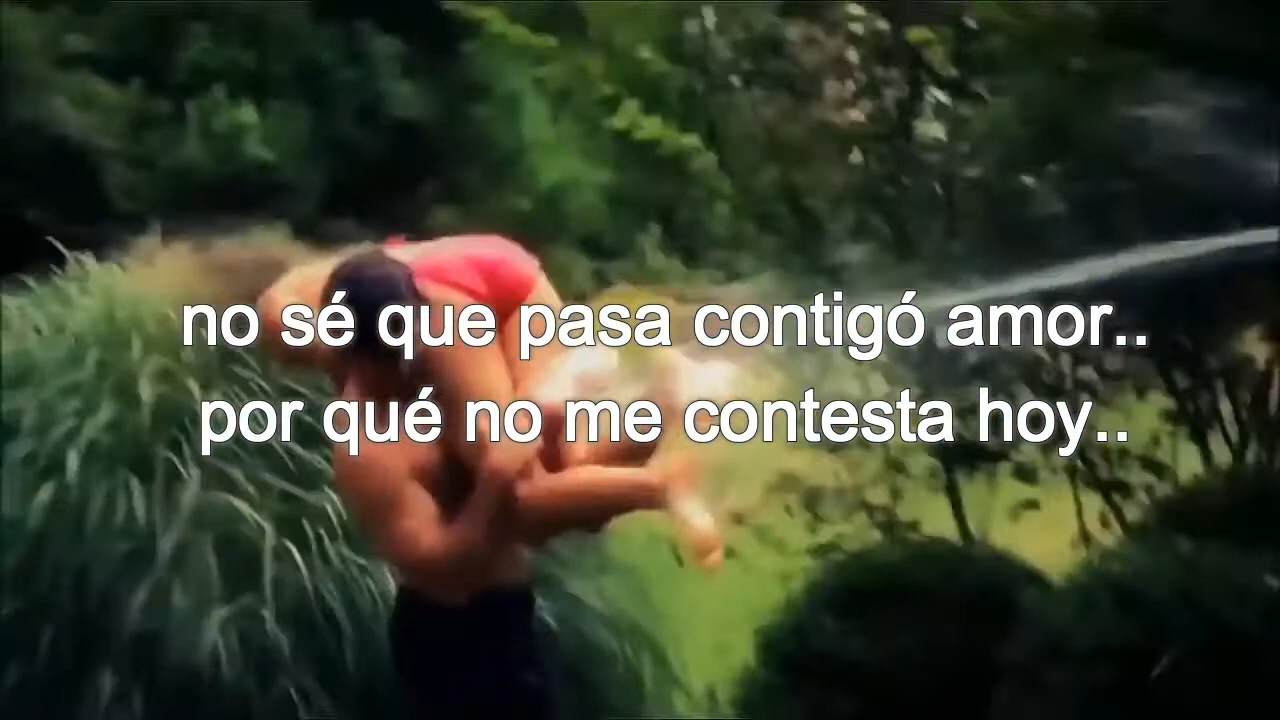 no sé que pasa contigó amor..
por qué no me contesta hoy..